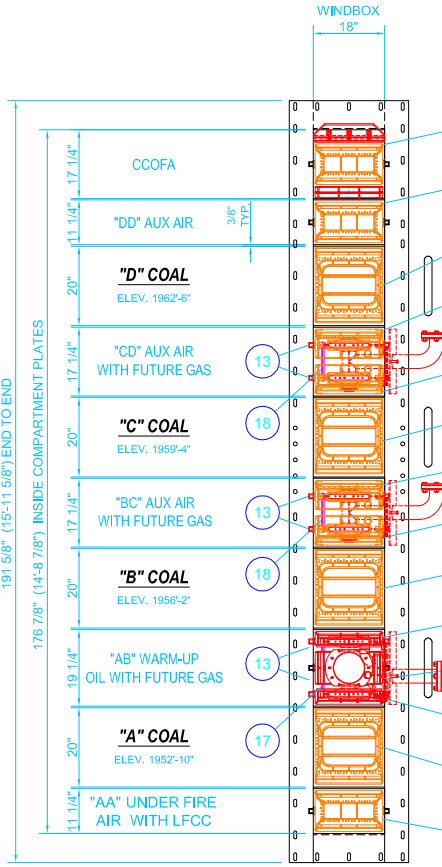 WINDBOX
18"
191 5/8" (15'-11 5/8") END TO END
176 7/8" (14'-8 7/8") INSIDE COMPARTMENT PLATES
17 1/4"
CCOFA
11 1/4"
"DD" AUX AIR
3/8"
TYP.
20"
"D" COAL
ELEV. 1962'-6"
17 1/4"
"CD" AUX AIR
WITH FUTURE GAS
13
18
20"
"C" COAL
ELEV. 1959'-4"
17 1/4"
"BC" AUX AIR
WITH FUTURE GAS
13
18
20"
"B" COAL
ELEV. 1956'-2"
19 1/4"
"AB" WARM-UP
OIL WITH FUTURE GAS
13
17
20"
"A" COAL
ELEV. 1952'-10"
11 1/4"
"AA" UNDER FIRE
AIR WITH LFCC